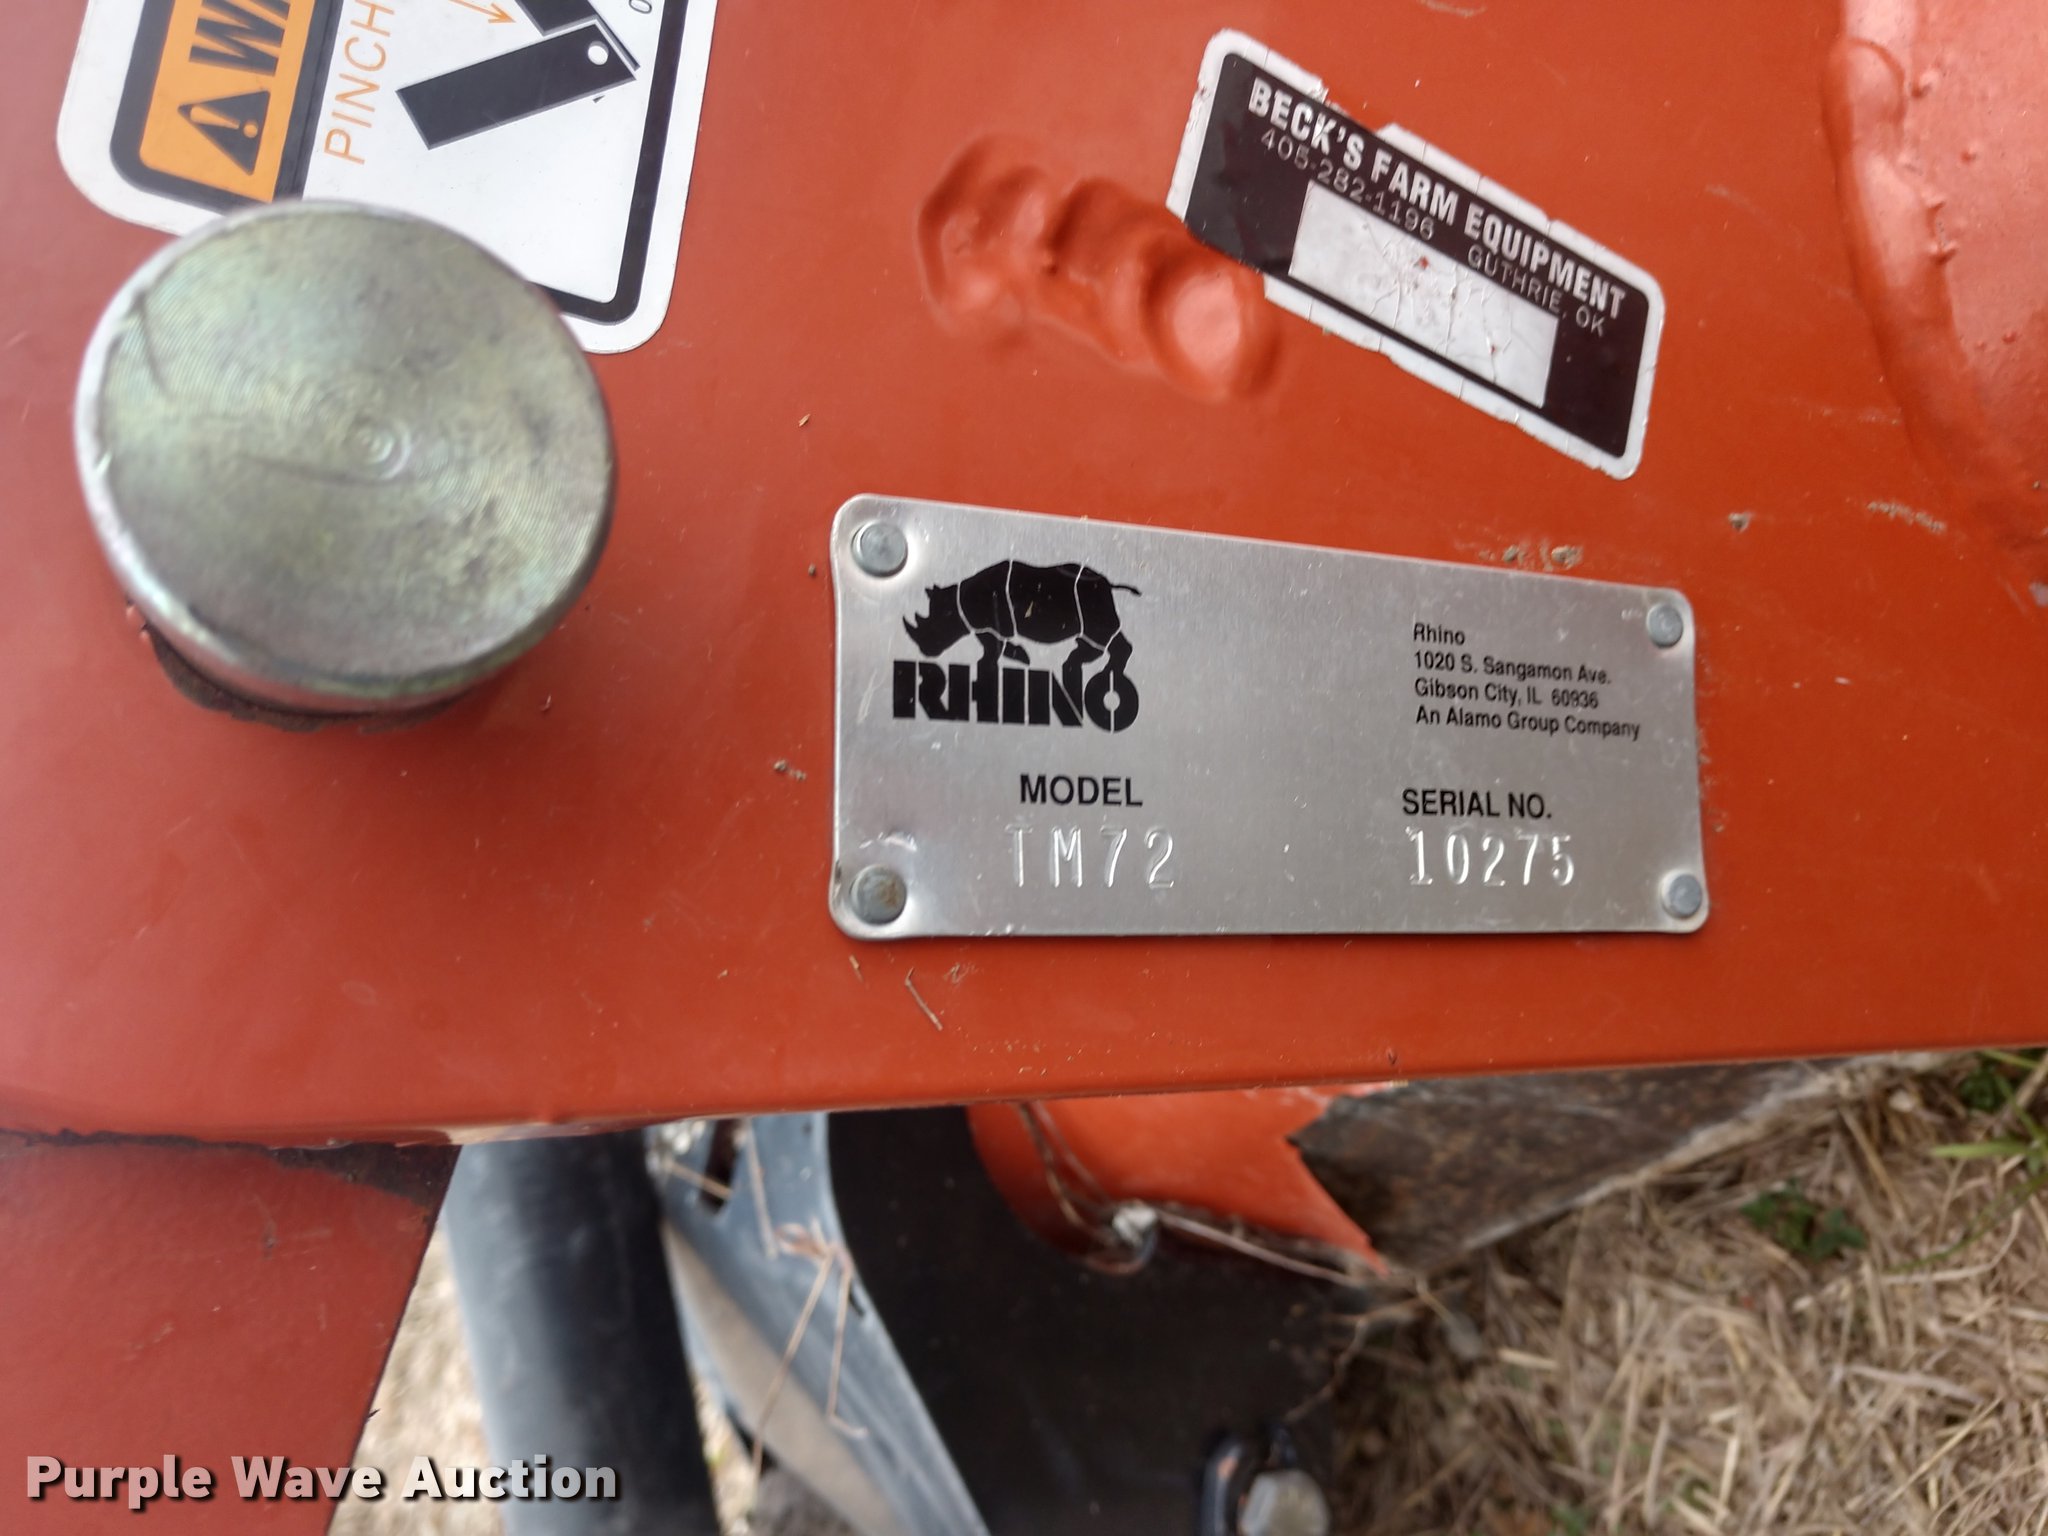 PINCH
BECK'S FARM EQUIPMENT
405-282-1196 GUTHRIE, OK
RHINO
Rhino
1020 S. Sangamon Ave.
Gibson City, IL 60936
An Alamo Group Company
MODEL
TM72
SERIAL NO.
10275
Purple Wave Auction